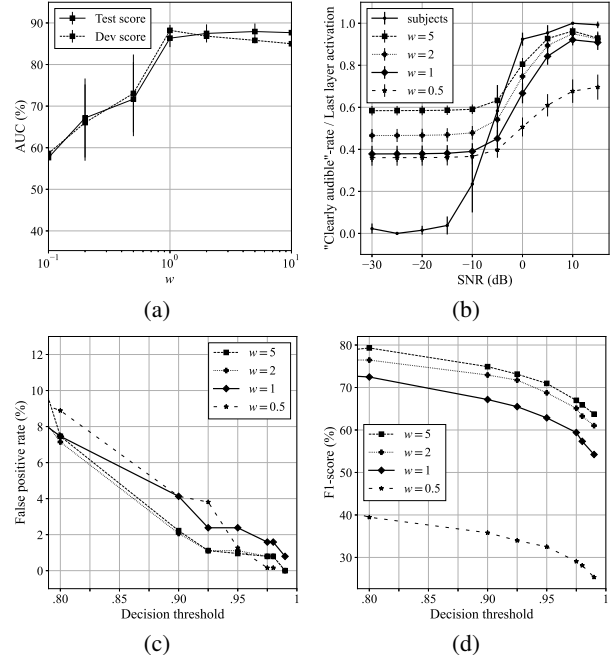 90
80
70
60
50
40
AUC (%)
Test score
Dev score
10⁻¹
10⁰
10¹
w
(a)
1.0
0.8
0.6
0.4
0.2
0.0
"Clearly audible"-rate / Last layer activation
subjects
w = 5
w = 2
w = 1
w = 0.5
−30
−20
−10
0
10
SNR (dB)
(b)
12
10
8
6
4
2
0
False positive rate (%)
w = 5
w = 2
w = 1
w = 0.5
.80
.85
.90
.95
1
Decision threshold
(c)
80
70
60
50
40
30
F1-score (%)
w = 5
w = 2
w = 1
w = 0.5
.80
.85
.90
.95
1
Decision threshold
(d)